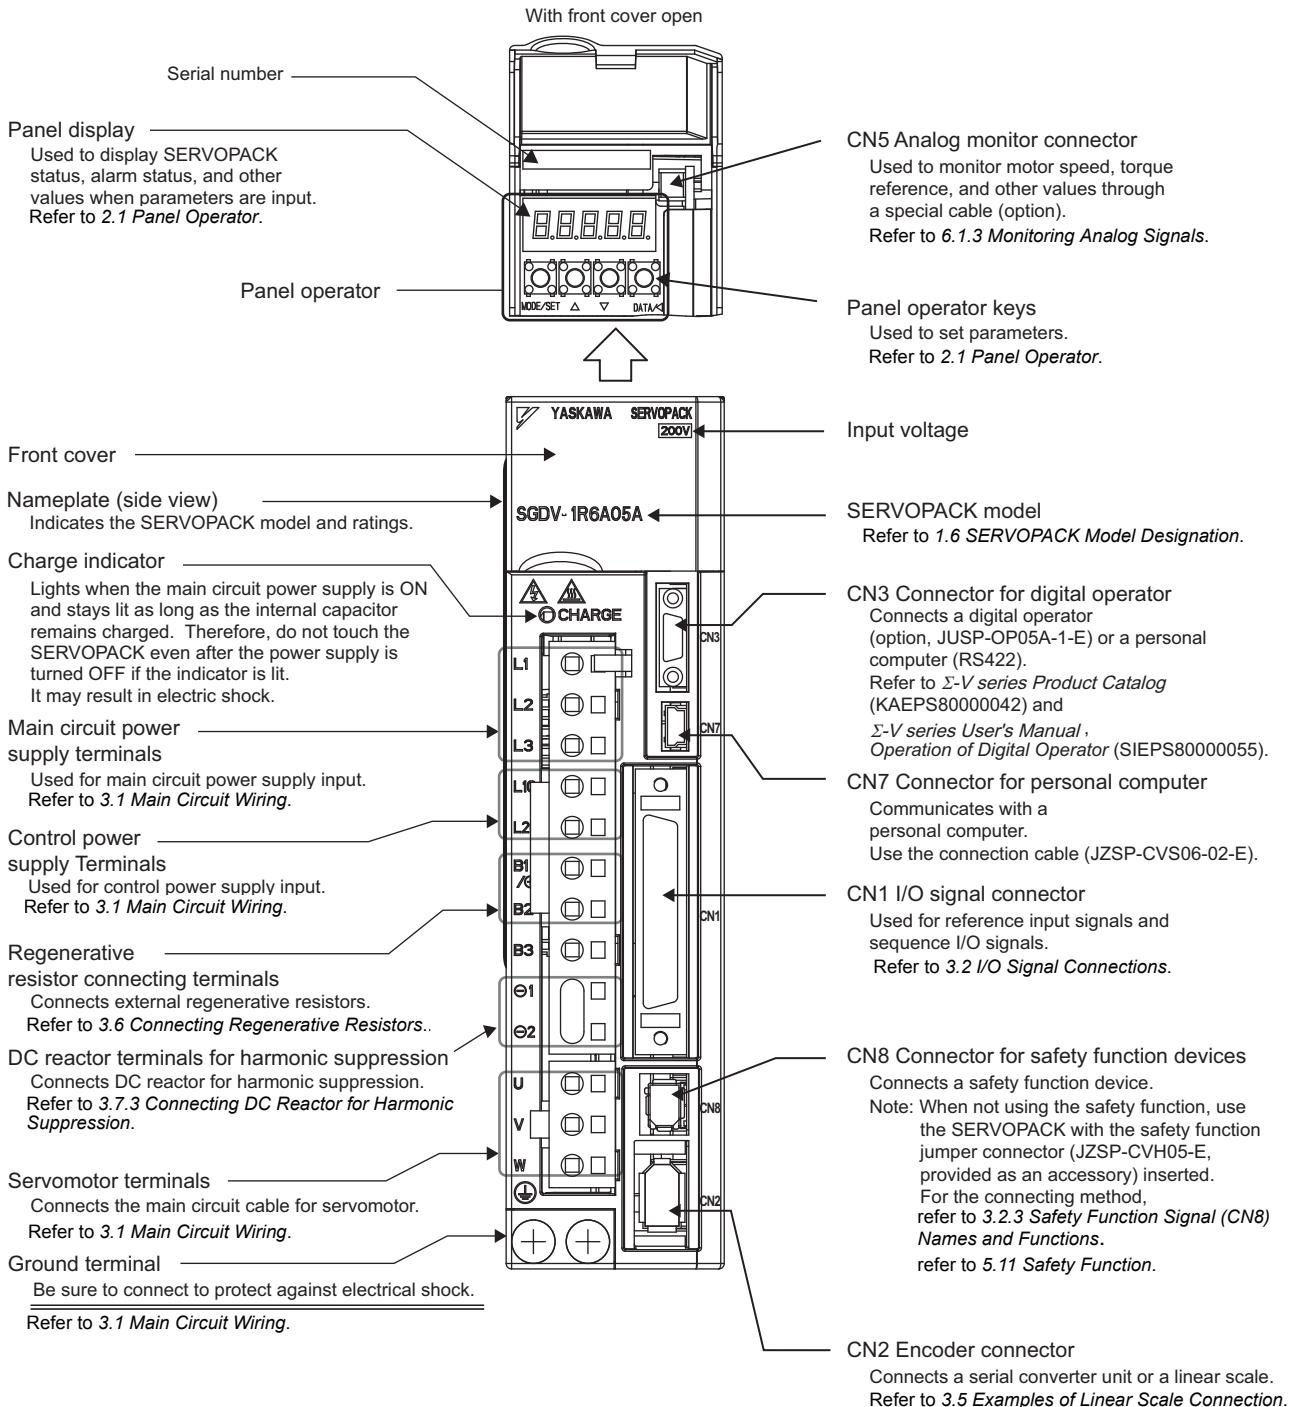 With front cover open
Serial number
Panel display
Used to display SERVOPACK
status, alarm status, and other
values when parameters are input.
Refer to 2.1 Panel Operator.
Panel operator
MODE/SET △ ▽ DATA/◁
CN5 Analog monitor connector
Used to monitor motor speed, torque
reference, and other values through
a special cable (option).
Refer to 6.1.3 Monitoring Analog Signals.
Panel operator keys
Used to set parameters.
Refer to 2.1 Panel Operator.
YASKAWA SERVOPACK
200V
Input voltage
Front cover
Nameplate (side view)
Indicates the SERVOPACK model and ratings.
SGDV-1R6A05A
SERVOPACK model
Refer to 1.6 SERVOPACK Model Designation.
Charge indicator
Lights when the main circuit power supply is ON
and stays lit as long as the internal capacitor
remains charged. Therefore, do not touch the
SERVOPACK even after the power supply is
turned OFF if the indicator is lit.
It may result in electric shock.
Main circuit power
supply terminals
Used for main circuit power supply input.
Refer to 3.1 Main Circuit Wiring.
Control power
supply Terminals
Used for control power supply input.
Refer to 3.1 Main Circuit Wiring.
Regenerative
resistor connecting terminals
Connects external regenerative resistors.
Refer to 3.6 Connecting Regenerative Resistors..
DC reactor terminals for harmonic suppression
Connects DC reactor for harmonic suppression.
Refer to 3.7.3 Connecting DC Reactor for Harmonic
Suppression.
Servomotor terminals
Connects the main circuit cable for servomotor.
Refer to 3.1 Main Circuit Wiring.
Ground terminal
Be sure to connect to protect against electrical shock.
Refer to 3.1 Main Circuit Wiring.
CHARGE
L1
L2
L3
L1
L2
B1
/
B2
B3
⊖1
⊖2
U
V
W
CN3
CN7
CN1
CN8
CN2
CN3 Connector for digital operator
Connects a digital operator
(option, JUSP-OP05A-1-E) or a personal
computer (RS422).
Refer to Σ-V series Product Catalog
(KAEPS80000042) and
Σ-V series User's Manual ,
Operation of Digital Operator (SIEPS80000055).
CN7 Connector for personal computer
Communicates with a
personal computer.
Use the connection cable (JZSP-CVS06-02-E).
CN1 I/O signal connector
Used for reference input signals and
sequence I/O signals.
Refer to 3.2 I/O Signal Connections.
CN8 Connector for safety function devices
Connects a safety function device.
Note: When not using the safety function, use
the SERVOPACK with the safety function
jumper connector (JZSP-CVH05-E,
provided as an accessory) inserted.
For the connecting method,
refer to 3.2.3 Safety Function Signal (CN8)
Names and Functions.
refer to 5.11 Safety Function.
CN2 Encoder connector
Connects a serial converter unit or a linear scale.
Refer to 3.5 Examples of Linear Scale Connection.